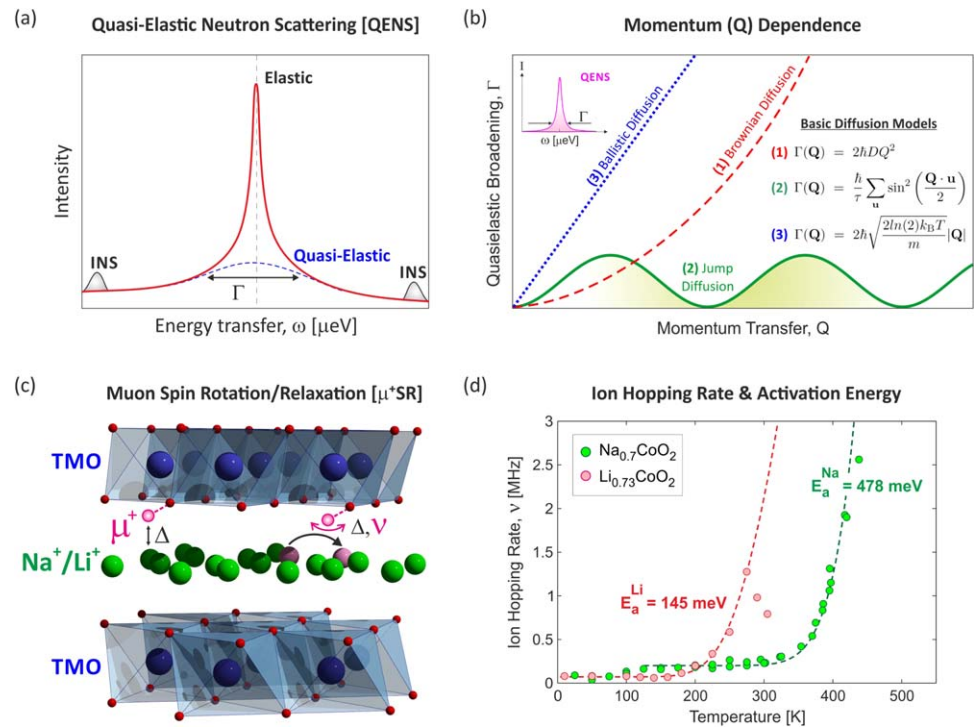 (a)
Quasi-Elastic Neutron Scattering [QENS]
Elastic
Quasi-Elastic
INS
INS
Γ
Intensity
Energy transfer, ω [μeV]
(b)
Momentum (Q) Dependence
I
QENS
Γ
ω [μeV]
(3) Ballistic Diffusion
(1) Brownian Diffusion
Basic Diffusion Models
(1) Γ(Q) = 2ħDQ²
(2) Γ(Q) = ħ/τ ∑_u sin² (Q · u / 2)
(3) Γ(Q) = 2ħ √(2ln(2)k_BT / m) |Q|
(2) Jump
Diffusion
Quasielastic Broadening, Γ
Momentum Transfer, Q
(c)
Muon Spin Rotation/Relaxation [μ⁺SR]
TMO
μ⁺
Δ
Δ, ν
Na⁺/Li⁺
TMO
(d)
Ion Hopping Rate & Activation Energy
Na₀.₇CoO₂
Li₀.₇₃CoO₂
E_a^Na = 478 meV
E_a^Li = 145 meV
Ion Hopping Rate, ν [MHz]
3
2.5
2
1.5
1
0.5
0
0 100 200 300 400 500
Temperature [K]